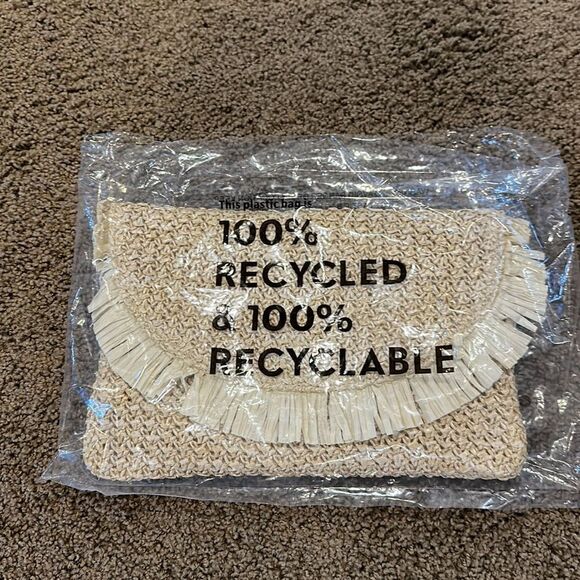 This plastic bag is
100%
RECYCLED
& 100%
RECYCLABLE